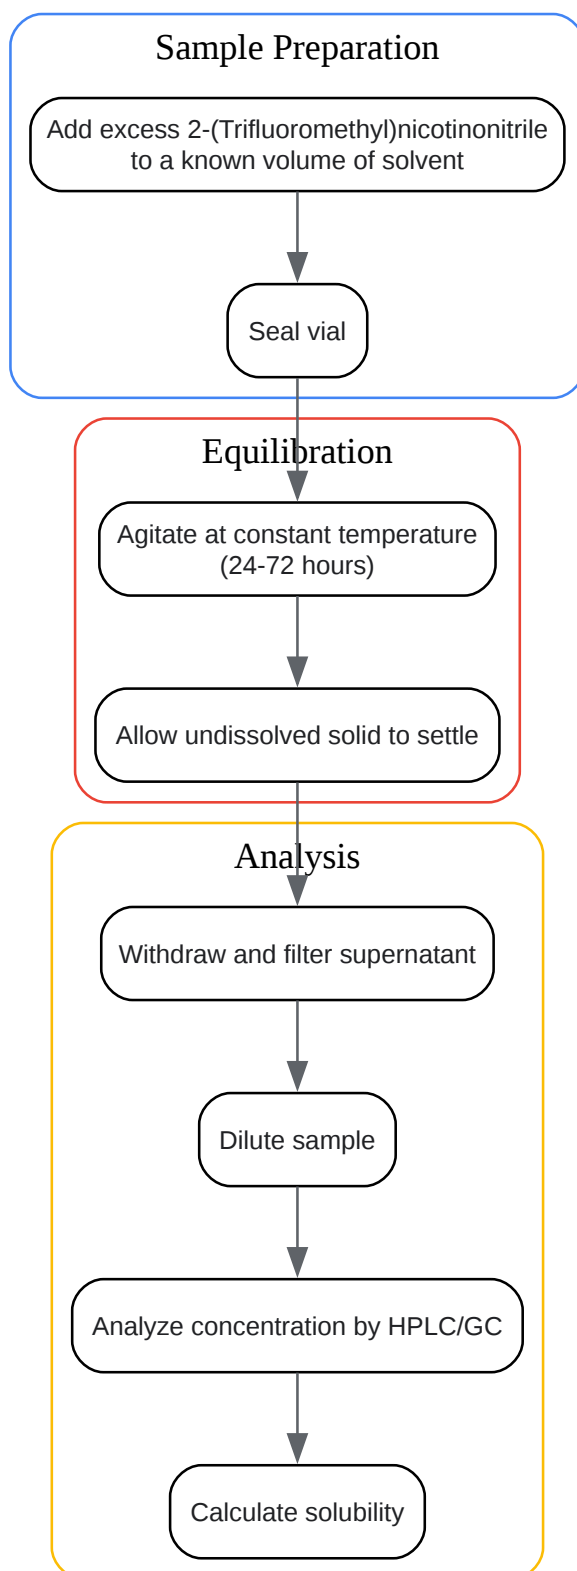 Sample Preparation
Add excess 2-(Trifluoromethyl)nicotinonitrile
to a known volume of solvent
Seal vial
Equilibration
Agitate at constant temperature
(24-72 hours)
Allow undissolved solid to settle
Analysis
Withdraw and filter supernatant
Dilute sample
Analyze concentration by HPLC/GC
Calculate solubility